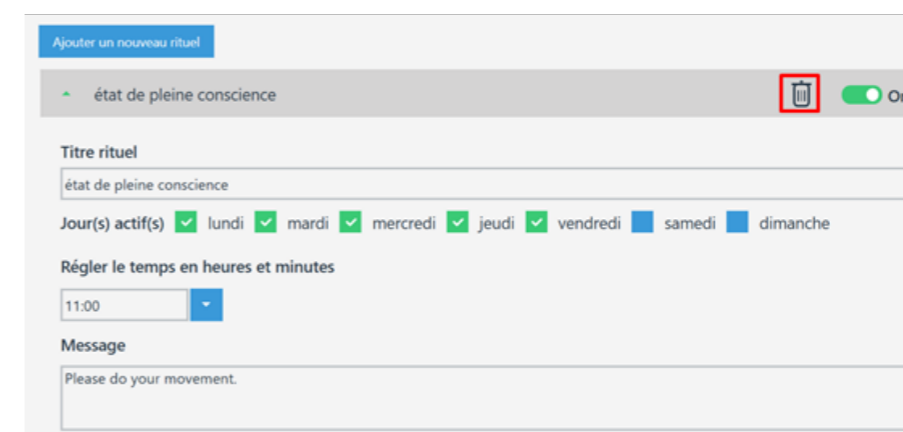 Ajouter un nouveau rituel
état de pleine conscience
Titre rituel
état de pleine conscience
Jour(s) actif(s) lundi mardi mercredi jeudi vendredi samedi dimanche
Régler le temps en heures et minutes
11:00
Message
Please do your movement.